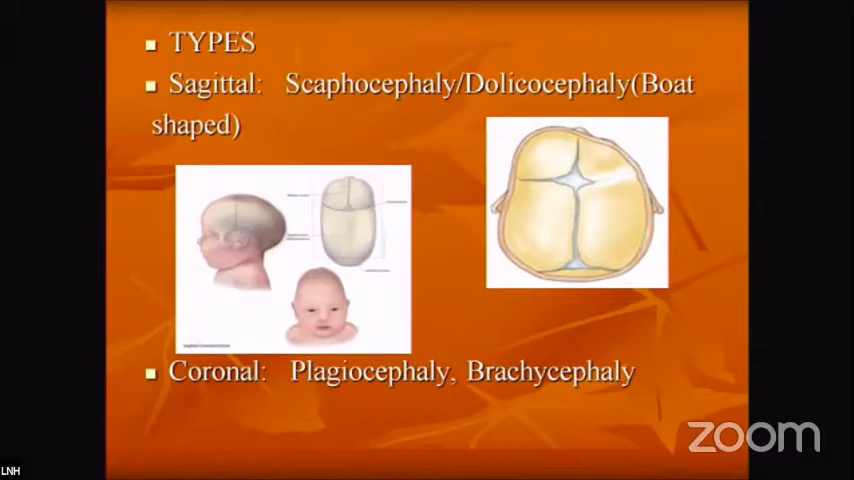 TYPES
Sagittal: Scaphocephaly/Dolicocephaly(Boat
shaped)
Coronal: Plagiocephaly, Brachycephaly
zoom
LNH